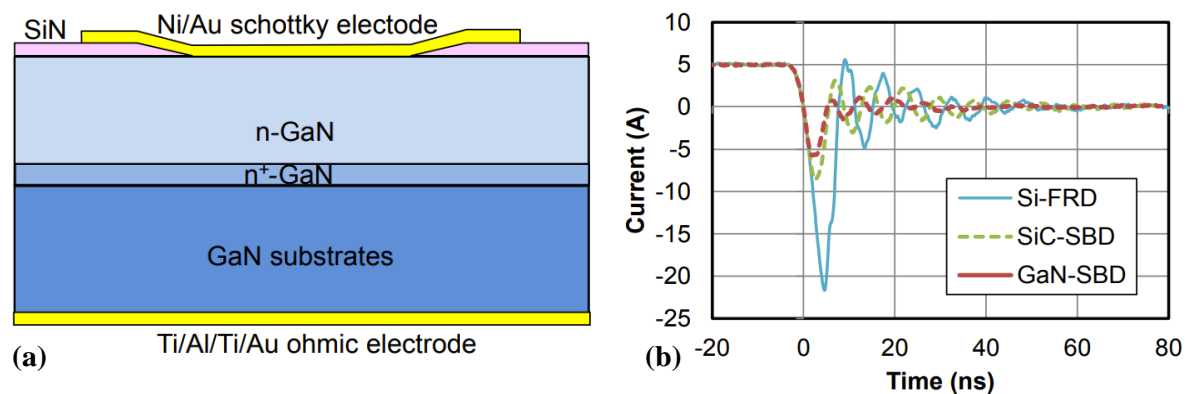 SiN
Ni/Au schottky electode
n-GaN
n⁺-GaN
GaN substrates
Ti/Al/Ti/Au ohmic electrode
(a)
10
5
0
-5
-10
-15
-20
-25
Current (A)
Si-FRD
SiC-SBD
GaN-SBD
-20
0
20
40
60
80
Time (ns)
(b)